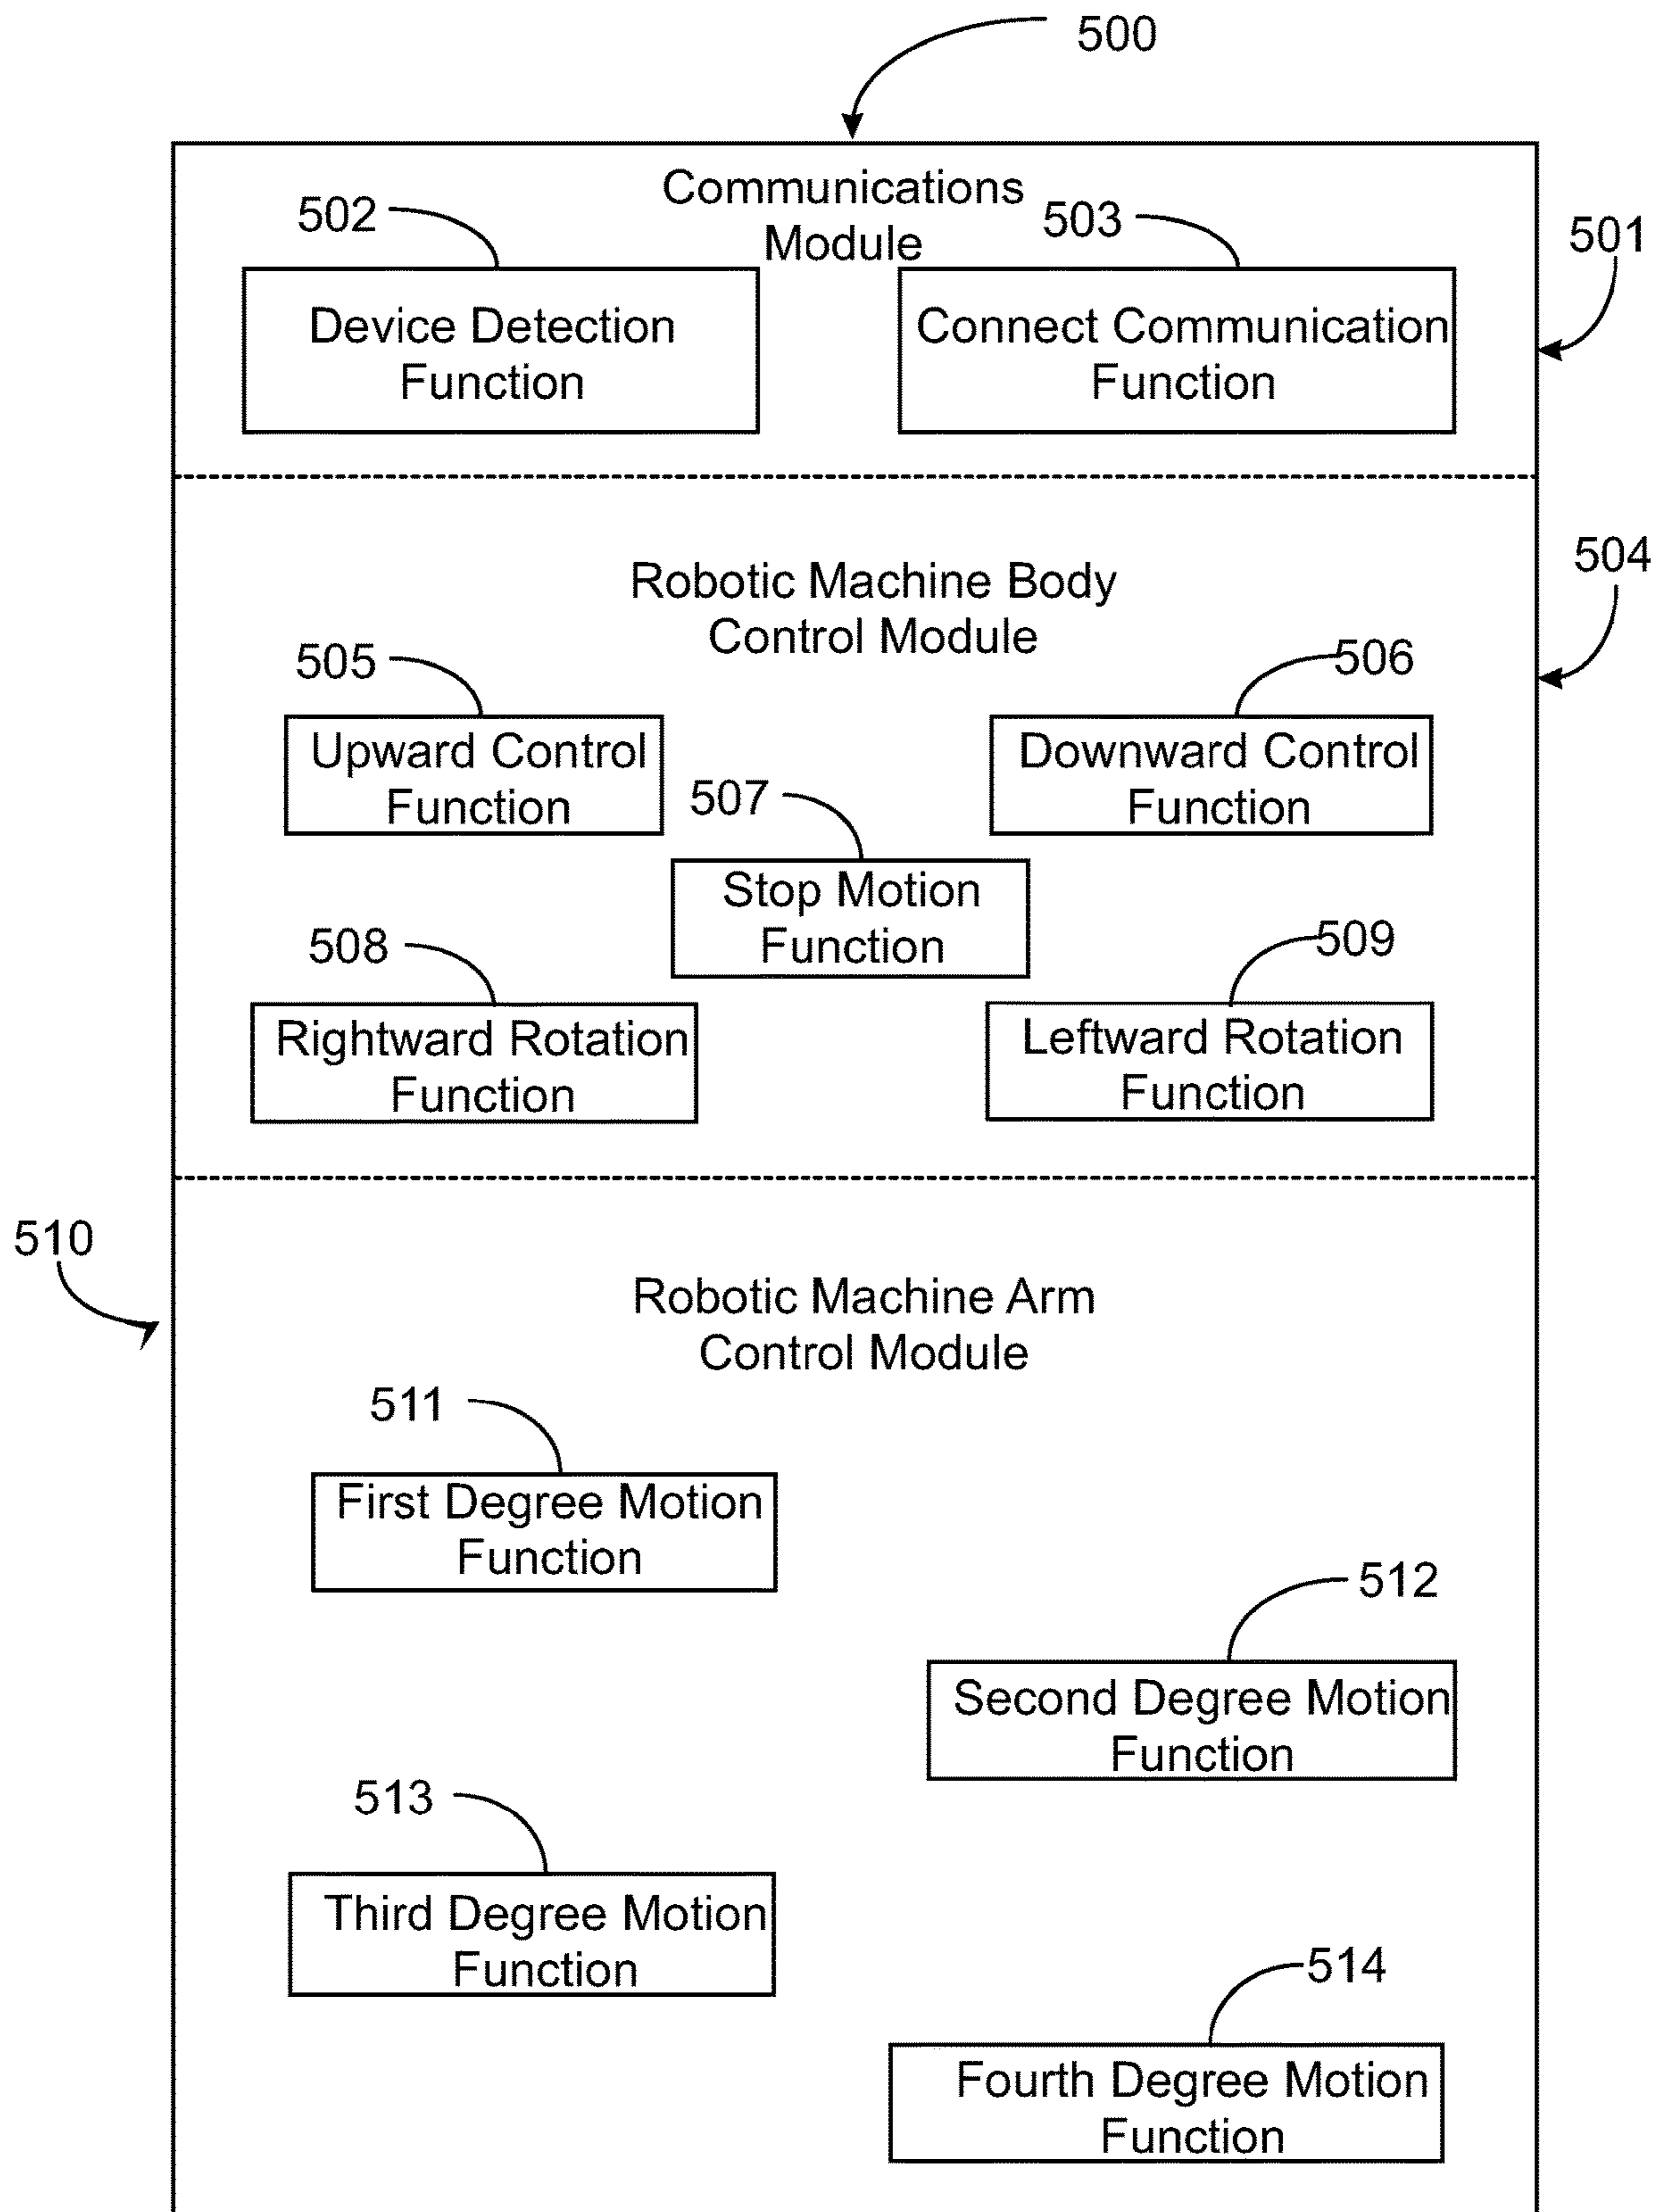 500
Communications
Module
502
503
501
Device Detection
Function
Connect Communication
Function
504
Robotic Machine Body
Control Module
505
506
Upward Control
Function
Downward Control
Function
507
Stop Motion
Function
508
509
Rightward Rotation
Function
Leftward Rotation
Function
510
Robotic Machine Arm
Control Module
511
First Degree Motion
Function
512
Second Degree Motion
Function
513
Third Degree Motion
Function
514
Fourth Degree Motion
Function